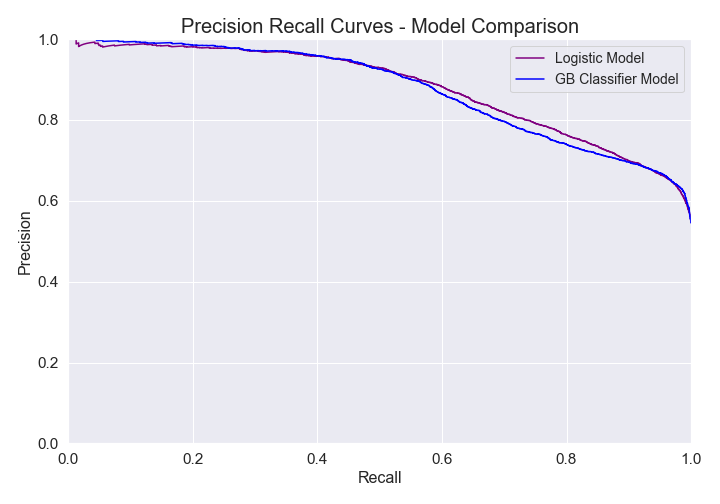 Precision Recall Curves - Model Comparison
1.0
Logistic Model
GB Classifier Model
0.8
0.6
Precision
0.4
0.2
0.0
0.0 0.2 0.4 0.6 0.8 1.0
Recall